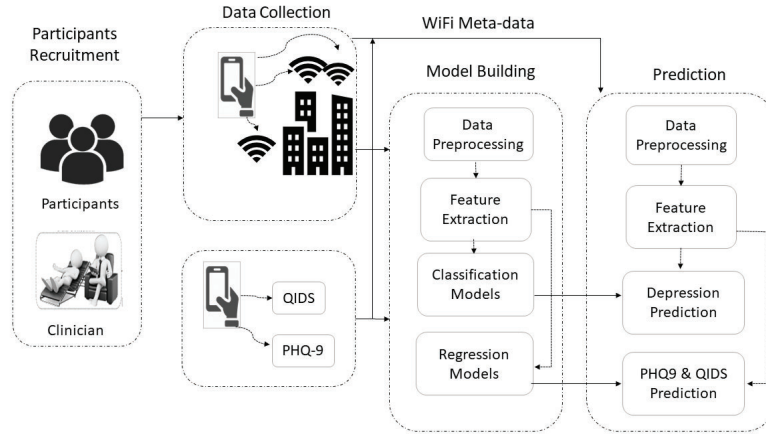 Participants
Recruitment
Participants
Clinician
Data Collection
QIDS
PHQ-9
WiFi Meta-data
Model Building
Data
Preprocessing
Feature
Extraction
Classification
Models
Regression
Models
Prediction
Data
Preprocessing
Feature
Extraction
Depression
Prediction
PHQ9 & QIDS
Prediction